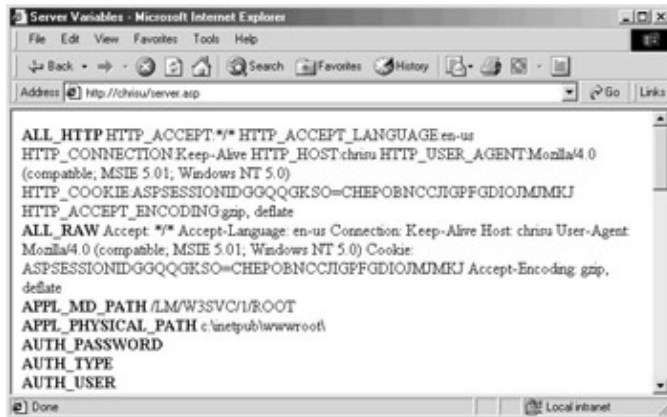 Server Variables - Microsoft Internet Explorer
File Edit View Favorites Tools Help
Back Search Favorites History
Address http://chrisu/server.asp Go Links
ALL_HTTP HTTP_ACCEPT:*/* HTTP_ACCEPT_LANGUAGE:en-us
HTTP_CONNECTION:Keep-Alive HTTP_HOST:chrisu HTTP_USER_AGENT:Mozilla/4.0
(compatible; MSIE 5.01; Windows NT 5.0)
HTTP_COOKIE:ASPSESSIONIDGGQQGKSO=CHEPOBNCCJIGPFGDIOJMJMKJ
HTTP_ACCEPT_ENCODING:gzip, deflate
ALL_RAW Accept: */* Accept-Language: en-us Connection: Keep-Alive Host: chrisu User-Agent:
Mozilla/4.0 (compatible; MSIE 5.01; Windows NT 5.0) Cookie:
ASPSESSIONIDGGQQGKSO=CHEPOBNCCJIGPFGDIOJMJMKJ Accept-Encoding: gzip,
deflate
APPL_MD_PATH /LM/W3SVC/1/ROOT
APPL_PHYSICAL_PATH c:\inetpub\wwwroot\
AUTH_PASSWORD
AUTH_TYPE
AUTH_USER
Done Local intranet